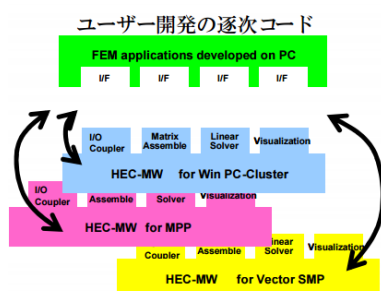 ユーザー開発の逐次コード
FEM applications developed on PC
I/F I/F I/F I/F
I/O Coupler
Matrix Assemble
Linear Solver
Visualization
HEC-MW for Win PC-Cluster
I/O Coupler
Assemble
Solver
Visualization
HEC-MW for MPP
Coupler
Assemble
Linear Solver
Visualization
HEC-MW for Vector SMP